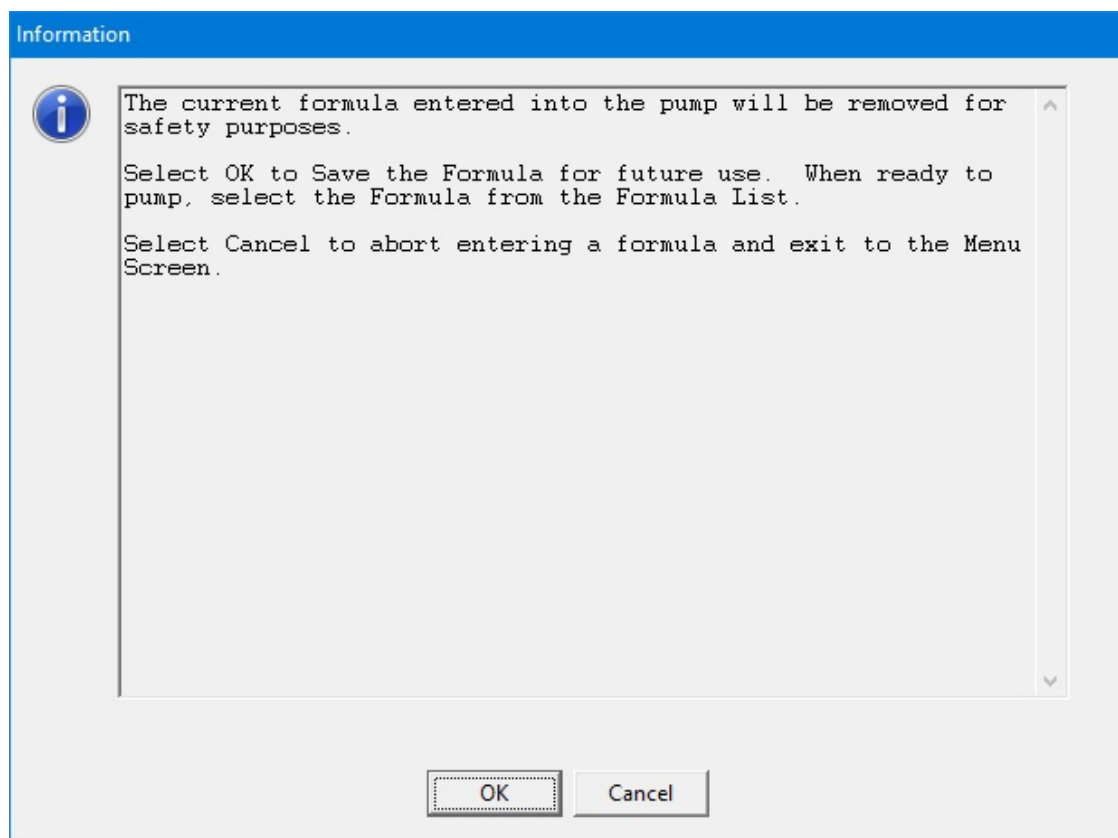 Information
The current formula entered into the pump will be removed for
safety purposes.
Select OK to Save the Formula for future use.  When ready to
pump, select the Formula from the Formula List.
Select Cancel to abort entering a formula and exit to the Menu
Screen.
OK
Cancel